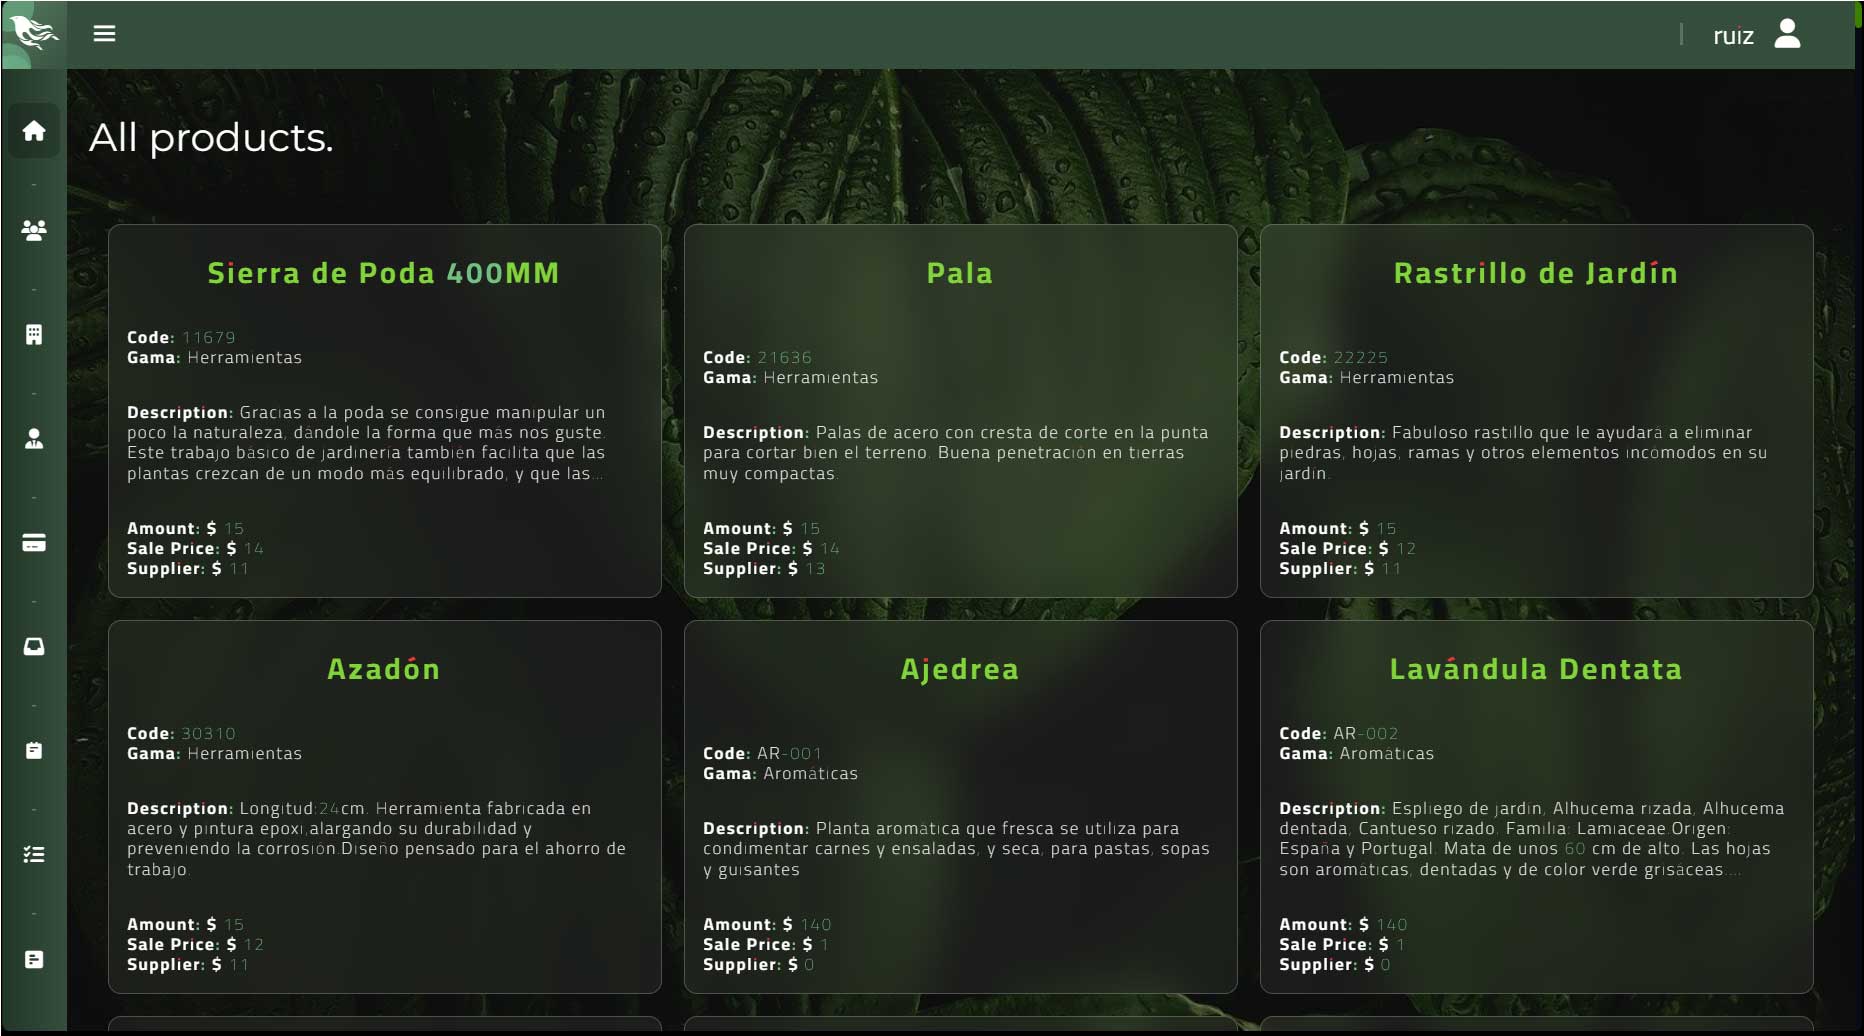 ruiz
All products.
Sierra de Poda 400MM
Code: 11679
Gama: Herramientas
Description: Gracias a la poda se consigue manipular un
poco la naturaleza, dándole la forma que más nos guste.
Este trabajo básico de jardinería también facilita que las
plantas crezcan de un modo más equilibrado, y que las...
Amount: $ 15
Sale Price: $ 14
Supplier: $ 11
Pala
Code: 21636
Gama: Herramientas
Description: Palas de acero con cresta de corte en la punta
para cortar bien el terreno. Buena penetración en tierras
muy compactas.
Amount: $ 15
Sale Price: $ 14
Supplier: $ 13
Rastrillo de Jardín
Code: 22225
Gama: Herramientas
Description: Fabuloso rastillo que le ayudará a eliminar
piedras, hojas, ramas y otros elementos incómodos en su
jardín.
Amount: $ 15
Sale Price: $ 12
Supplier: $ 11
Azadón
Code: 30310
Gama: Herramientas
Description: Longitud:24cm. Herramienta fabricada en
acero y pintura epoxi,alargando su durabilidad y
preveniendo la corrosión.Diseño pensado para el ahorro de
trabajo.
Amount: $ 15
Sale Price: $ 12
Supplier: $ 11
Ajedrea
Code: AR-001
Gama: Aromáticas
Description: Planta aromática que fresca se utiliza para
condimentar carnes y ensaladas, y seca, para pastas, sopas
y guisantes
Amount: $ 140
Sale Price: $ 1
Supplier: $ 0
Lavándula Dentata
Code: AR-002
Gama: Aromáticas
Description: Espliego de jardín, Alhucema rizada, Alhucema
dentada, Cantueso rizado. Familia: Lamiaceae.Origen:
España y Portugal. Mata de unos 60 cm de alto. Las hojas
son aromáticas, dentadas y de color verde grisáceas....
Amount: $ 140
Sale Price: $ 1
Supplier: $ 0